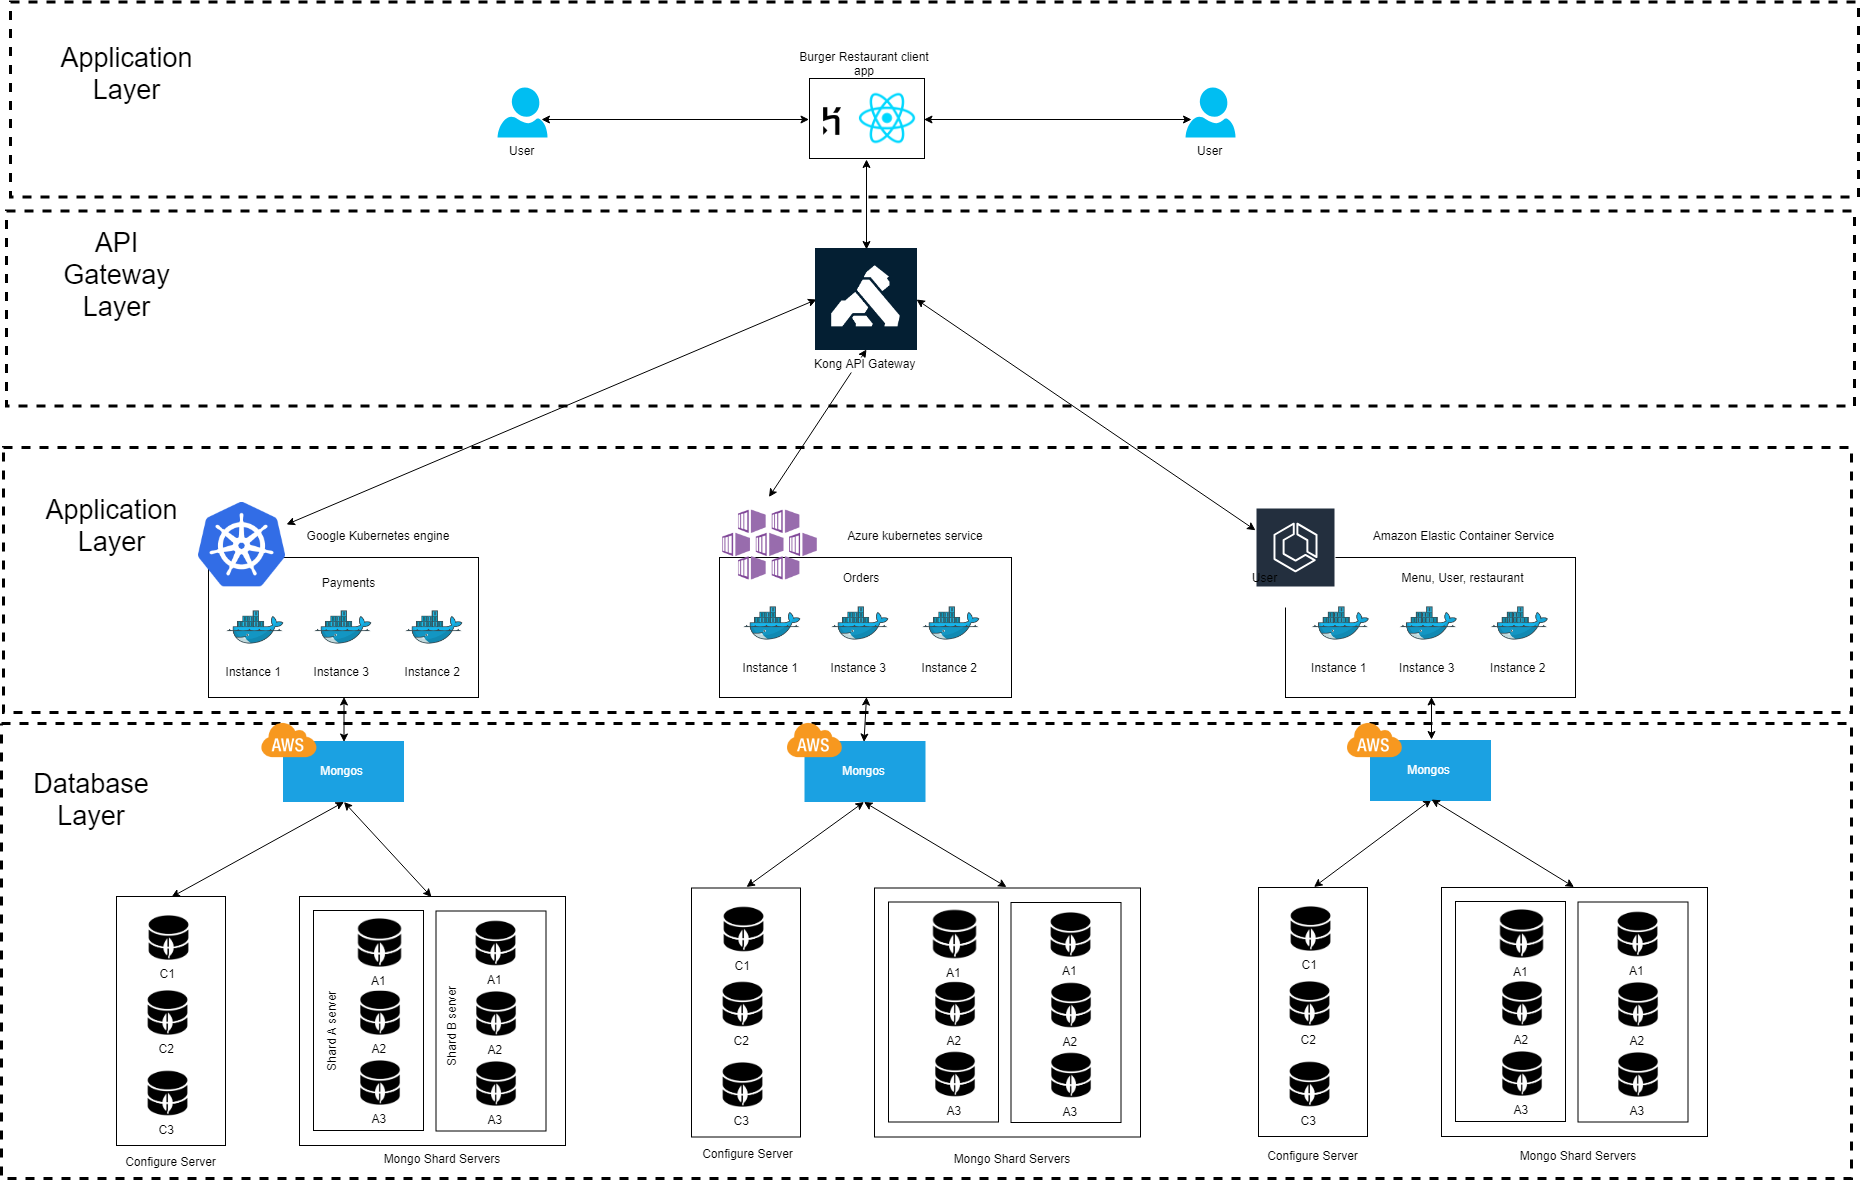 Application
Layer
Burger Restaurant client
app
User
User
API
Gateway
Layer
Kong API Gateway
Application
Layer
Google Kubernetes engine
Payments
Instance 1
Instance 3
Instance 2
Azure kubernetes service
Orders
Instance 1
Instance 3
Instance 2
Amazon Elastic Container Service
User
Menu, User, restaurant
Instance 1
Instance 3
Instance 2
Database
Layer
AWS
Mongos
AWS
Mongos
AWS
Mongos
C1
C2
C3
Configure Server
Shard A server
A1
A2
A3
Shard B server
A1
A2
A3
Mongo Shard Servers
C1
C2
C3
Configure Server
A1
A2
A3
A1
A2
A3
Mongo Shard Servers
C1
C2
C3
Configure Server
A1
A2
A3
A1
A2
A3
Mongo Shard Servers